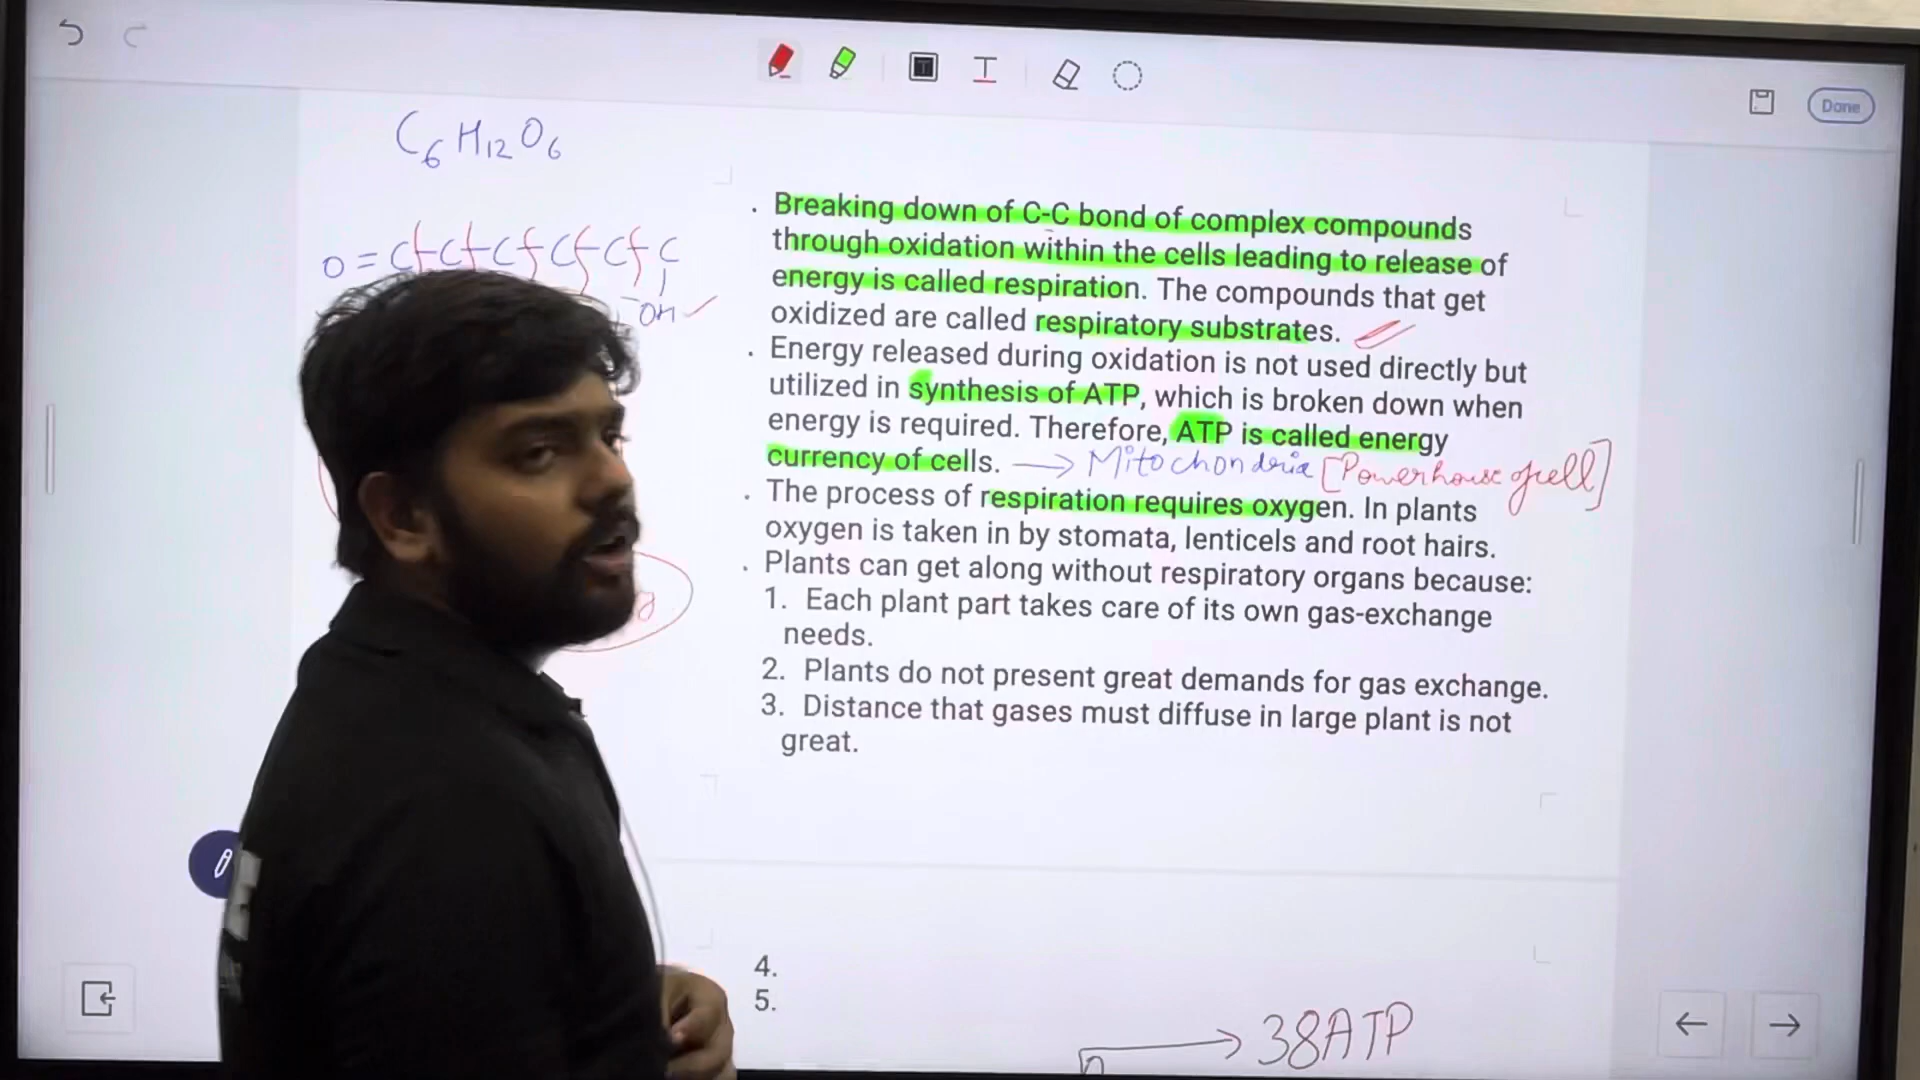 Done
C6H12O6
O = C C C C C C
OH
. Breaking down of C-C bond of complex compounds
through oxidation within the cells leading to release of
energy is called respiration. The compounds that get
oxidized are called respiratory substrates.
. Energy released during oxidation is not used directly but
utilized in synthesis of ATP, which is broken down when
energy is required. Therefore, ATP is called energy
currency of cells. → Mitochondria [Powerhouse of cell]
. The process of respiration requires oxygen. In plants
oxygen is taken in by stomata, lenticels and root hairs.
. Plants can get along without respiratory organs because:
1. Each plant part takes care of its own gas-exchange
needs.
2. Plants do not present great demands for gas exchange.
3. Distance that gases must diffuse in large plant is not
great.
4.
5.
→ 38ATP